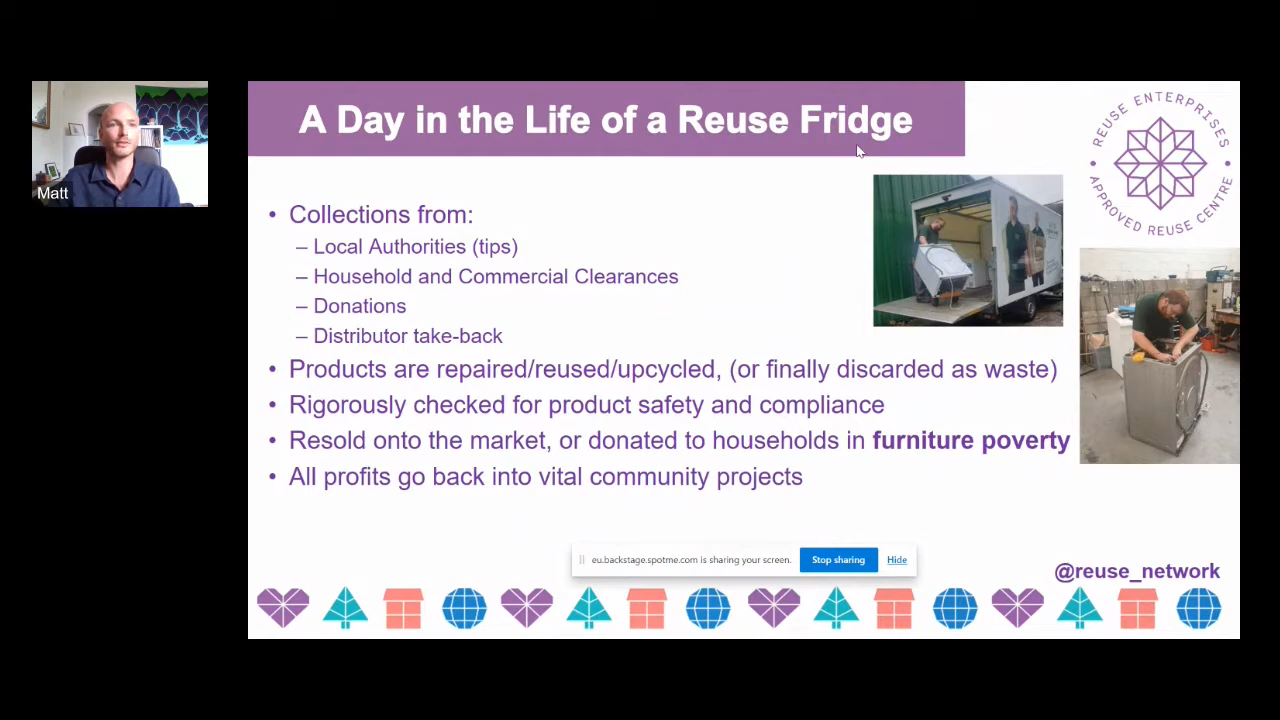 A Day in the Life of a Reuse Fridge
REUSE ENTERPRISES
APPROVED REUSE CENTRE
Matt
• Collections from:
– Local Authorities (tips)
– Household and Commercial Clearances
– Donations
– Distributor take-back
• Products are repaired/reused/upcycled, (or finally discarded as waste)
• Rigorously checked for product safety and compliance
• Resold onto the market, or donated to households in furniture poverty
• All profits go back into vital community projects
eu.backstage.spotme.com is sharing your screen. Stop sharing Hide
@reuse_network